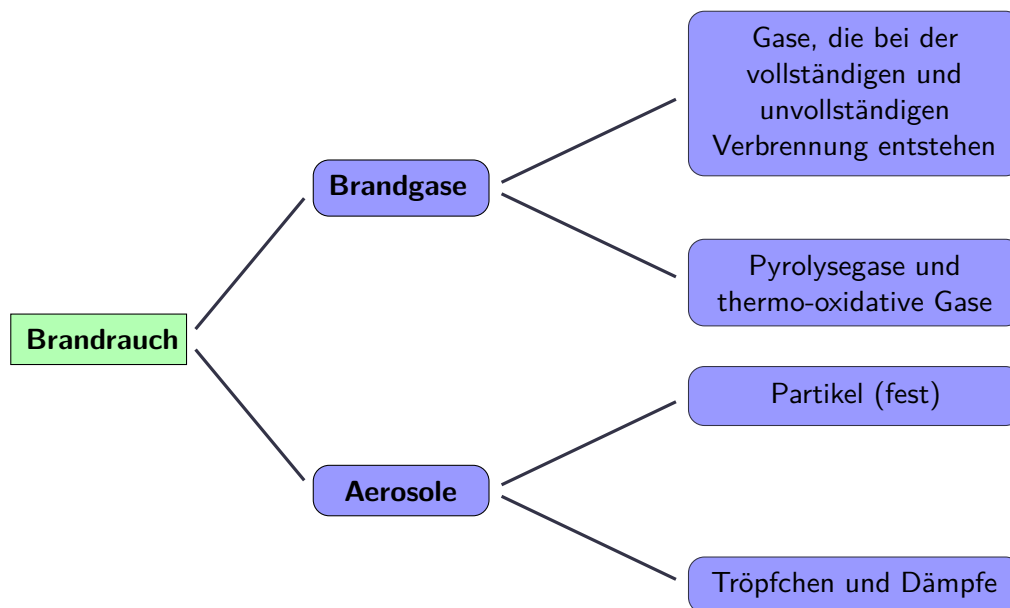 Brandrauch
Brandgase
Gase, die bei der
vollständigen und
unvollständigen
Verbrennung entstehen
Pyrolysegase und
thermo-oxidative Gase
Aerosole
Partikel (fest)
Tröpfchen und Dämpfe